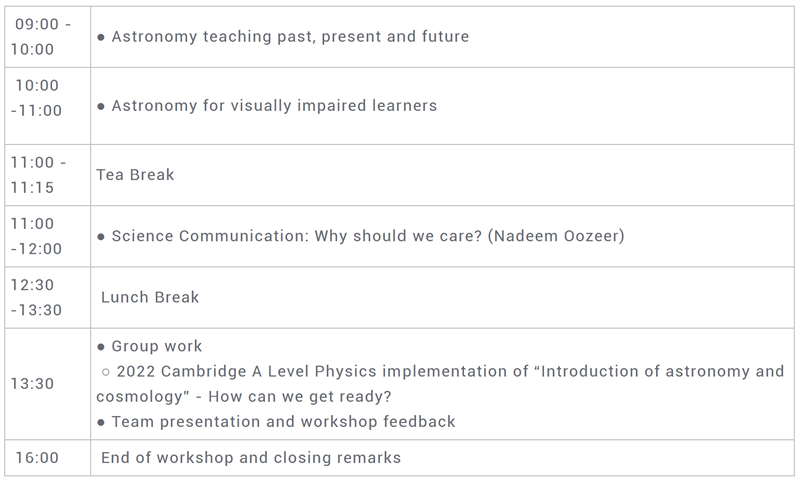 09:00 -
10:00
● Astronomy teaching past, present and future
10:00
-11:00
● Astronomy for visually impaired learners
11:00 -
11:15
Tea Break
11:00
-12:00
● Science Communication: Why should we care? (Nadeem Oozeer)
12:30
-13:30
Lunch Break
13:30
● Group work
○ 2022 Cambridge A Level Physics implementation of “Introduction of astronomy and
cosmology” - How can we get ready?
● Team presentation and workshop feedback
16:00
End of workshop and closing remarks